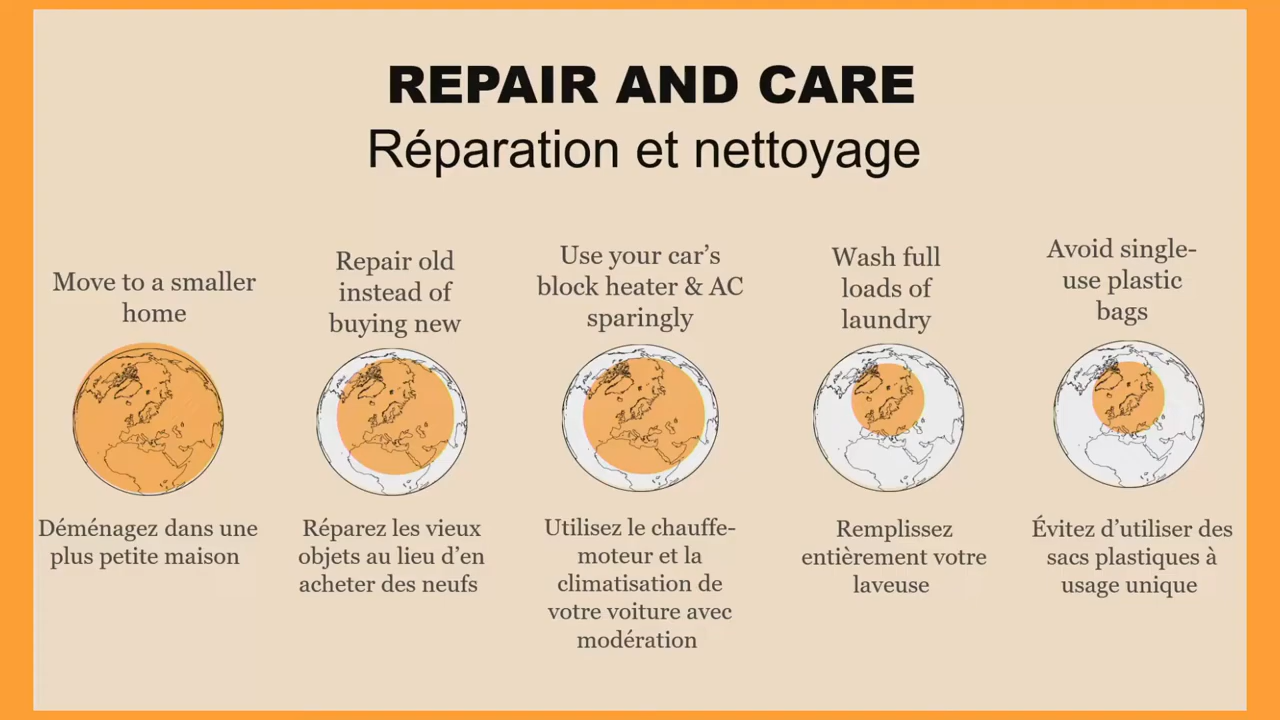 REPAIR AND CARE
Réparation et nettoyage
Move to a smaller
home
Repair old
instead of
buying new
Use your car’s
block heater & AC
sparingly
Wash full
loads of
laundry
Avoid single-
use plastic
bags
Déménagez dans une
plus petite maison
Réparez les vieux
objets au lieu d’en
acheter des neufs
Utilisez le chauffe-
moteur et la
climatisation de
votre voiture avec
modération
Remplissez
entièrement votre
laveuse
Évitez d’utiliser des
sacs plastiques à
usage unique